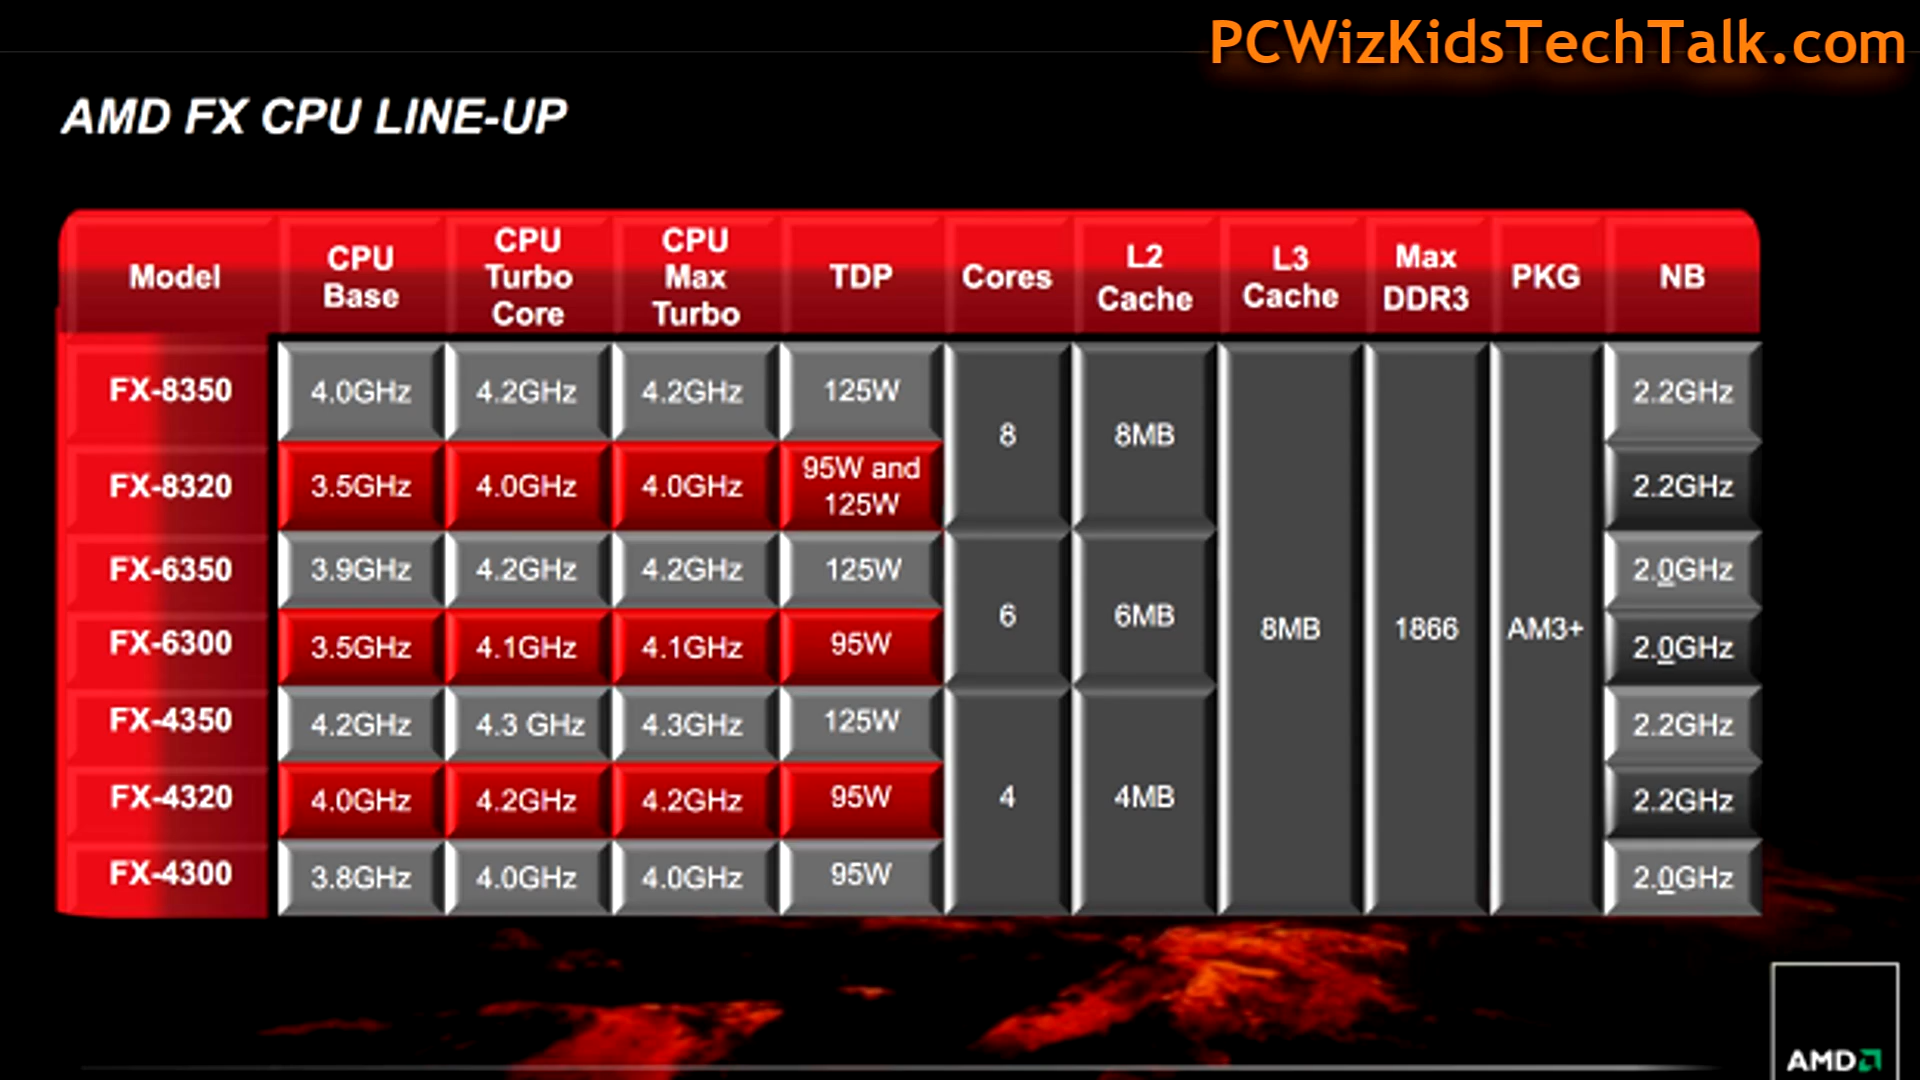 PCWizKidsTechTalk.com
AMD FX CPU LINE-UP
Model CPU Base CPU Turbo Core CPU Max Turbo TDP Cores L2 Cache L3 Cache Max DDR3 PKG NB
FX-8350 4.0GHz 4.2GHz 4.2GHz 125W 8 8MB 8MB 1866 AM3+ 2.2GHz
FX-8320 3.5GHz 4.0GHz 4.0GHz 95W and 125W 2.2GHz
FX-6350 3.9GHz 4.2GHz 4.2GHz 125W 6 6MB 2.0GHz
FX-6300 3.5GHz 4.1GHz 4.1GHz 95W 2.0GHz
FX-4350 4.2GHz 4.3 GHz 4.3GHz 125W 4 4MB 2.2GHz
FX-4320 4.0GHz 4.2GHz 4.2GHz 95W 2.2GHz
FX-4300 3.8GHz 4.0GHz 4.0GHz 95W 2.0GHz
AMD